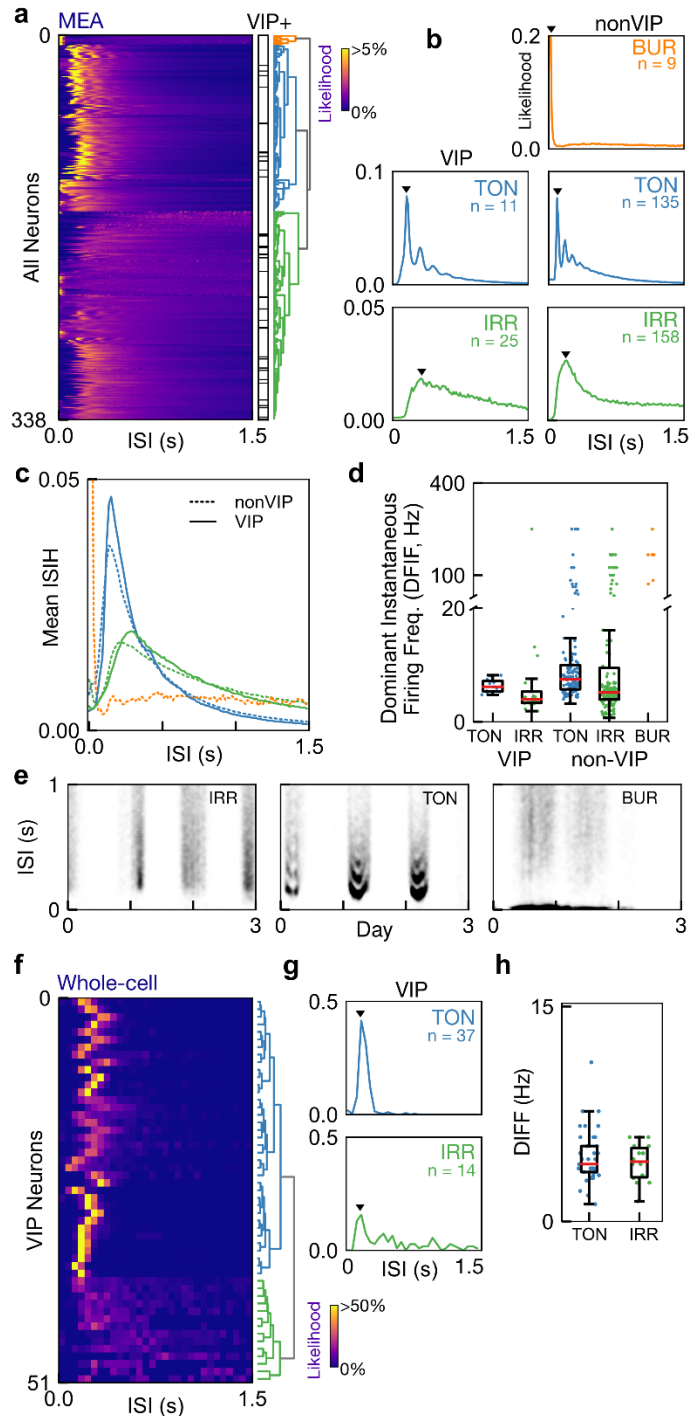 a
MEA
VIP+
0
All Neurons
338
0.0
ISI (s)
1.5
Likelihood
>5%
0%
b
nonVIP
0.2
Likelihood
0.0
BUR
n = 9
VIP
0.1
0.0
TON
n = 11
TON
n = 135
0.05
0.00
IRR
n = 25
IRR
n = 158
0
ISI (s)
1.5
0
ISI (s)
1.5
c
0.05
Mean ISIH
0.00
nonVIP
VIP
0.0
ISI (s)
1.5
d
Dominant Instantaneous
Firing Freq. (DFIF, Hz)
400
100
20
0
TON
IRR
TON
IRR
BUR
VIP
non-VIP
e
1
ISI (s)
0
IRR
TON
BUR
0
3
0
3
0
3
Day
f
Whole-cell
0
VIP Neurons
51
0.0
ISI (s)
1.5
Likelihood
>50%
0%
g
VIP
0.5
0.0
TON
n = 37
0.5
0.0
IRR
n = 14
0
ISI (s)
1.5
h
15
DIFF (Hz)
0
TON
IRR